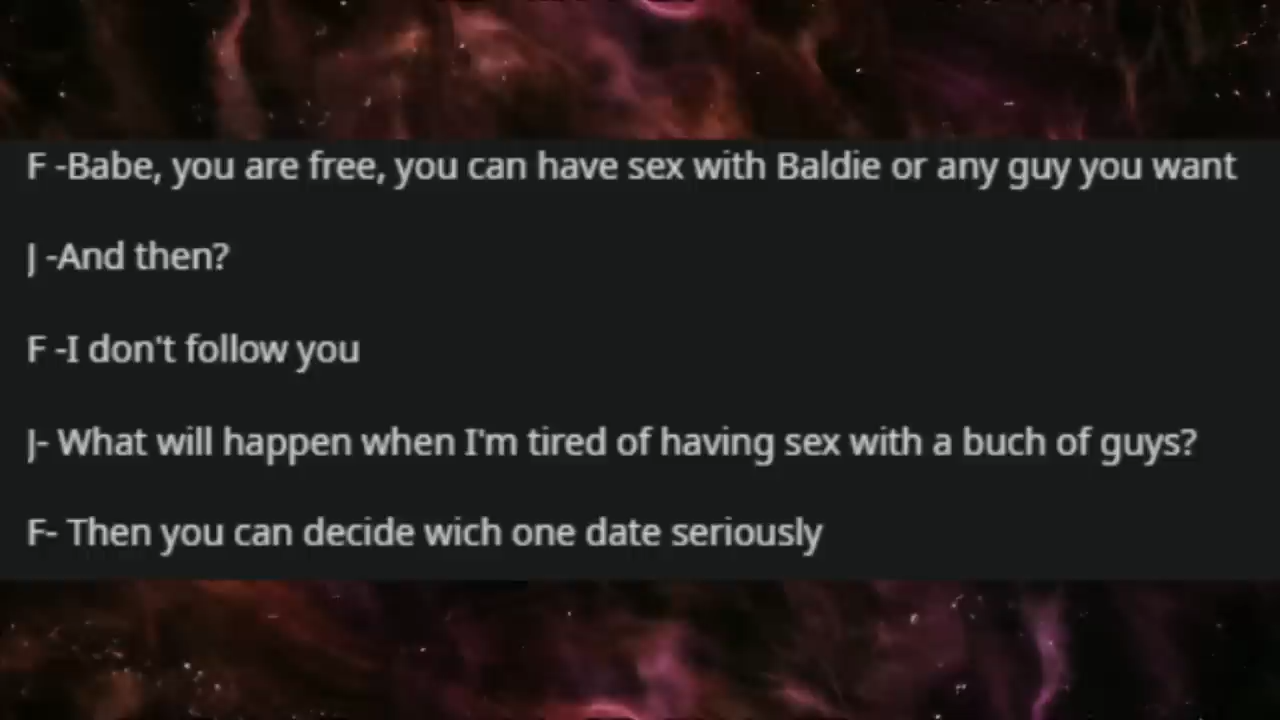 F -Babe, you are free, you can have sex with Baldie or any guy you want
J -And then?
F -I don't follow you
J- What will happen when I'm tired of having sex with a buch of guys?
F- Then you can decide wich one date seriously